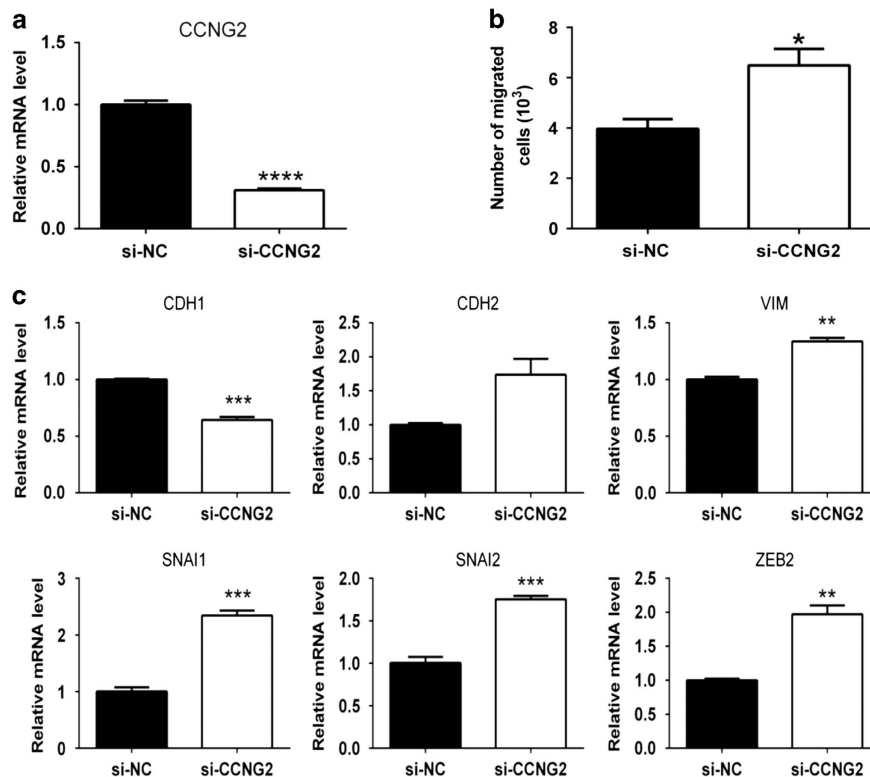 a
CCNG2
Relative mRNA level
1.5
1.0
0.5
0.0
****
si-NC
si-CCNG2
b
Number of migrated
cells (10³)
8
6
4
2
0
*
si-NC
si-CCNG2
c
CDH1
Relative mRNA level
1.5
1.0
0.5
0.0
***
si-NC
si-CCNG2
CDH2
Relative mRNA level
2.5
2.0
1.5
1.0
0.5
0.0
si-NC
si-CCNG2
VIM
Relative mRNA level
1.5
1.0
0.5
0.0
**
si-NC
si-CCNG2
SNAI1
Relative mRNA level
3
2
1
0
***
si-NC
si-CCNG2
SNAI2
Relative mRNA level
2.0
1.5
1.0
0.5
0.0
***
si-NC
si-CCNG2
ZEB2
Relative mRNA level
2.5
2.0
1.5
1.0
0.5
0.0
**
si-NC
si-CCNG2